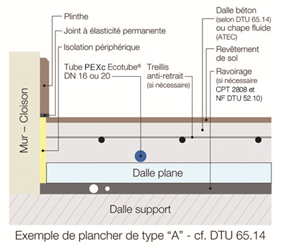 Plinthe
Joint à élasticité permanente
Isolation périphérique
Tube PEXc Ecotube®
DN 16 ou 20
Treillis
anti-retrait
(si nécessaire)
Dalle béton
(selon DTU 65.14)
ou chape fluide
(ATEC)
Revêtement
de sol
Ravoirage
(si nécessaire
CPT 2808 et
NF DTU 52.10)
Mur – Cloison
Dalle plane
Dalle support
Exemple de plancher de type "A" - cf. DTU 65.14